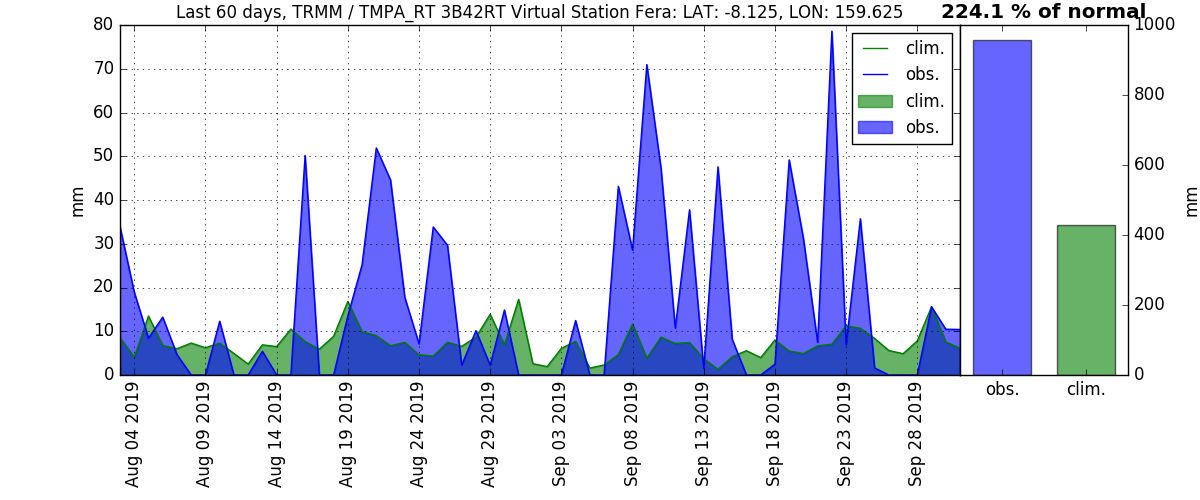 Last 60 days, TRMM / TMPA_RT 3B42RT Virtual Station Fera: LAT: -8.125, LON: 159.625
224.1 % of normal
80
70
60
50
40
30
20
10
0
mm
clim.
obs.
clim.
obs.
1000
800
600
400
200
0
mm
Aug 04 2019
Aug 09 2019
Aug 14 2019
Aug 19 2019
Aug 24 2019
Aug 29 2019
Sep 03 2019
Sep 08 2019
Sep 13 2019
Sep 18 2019
Sep 23 2019
Sep 28 2019
obs.
clim.